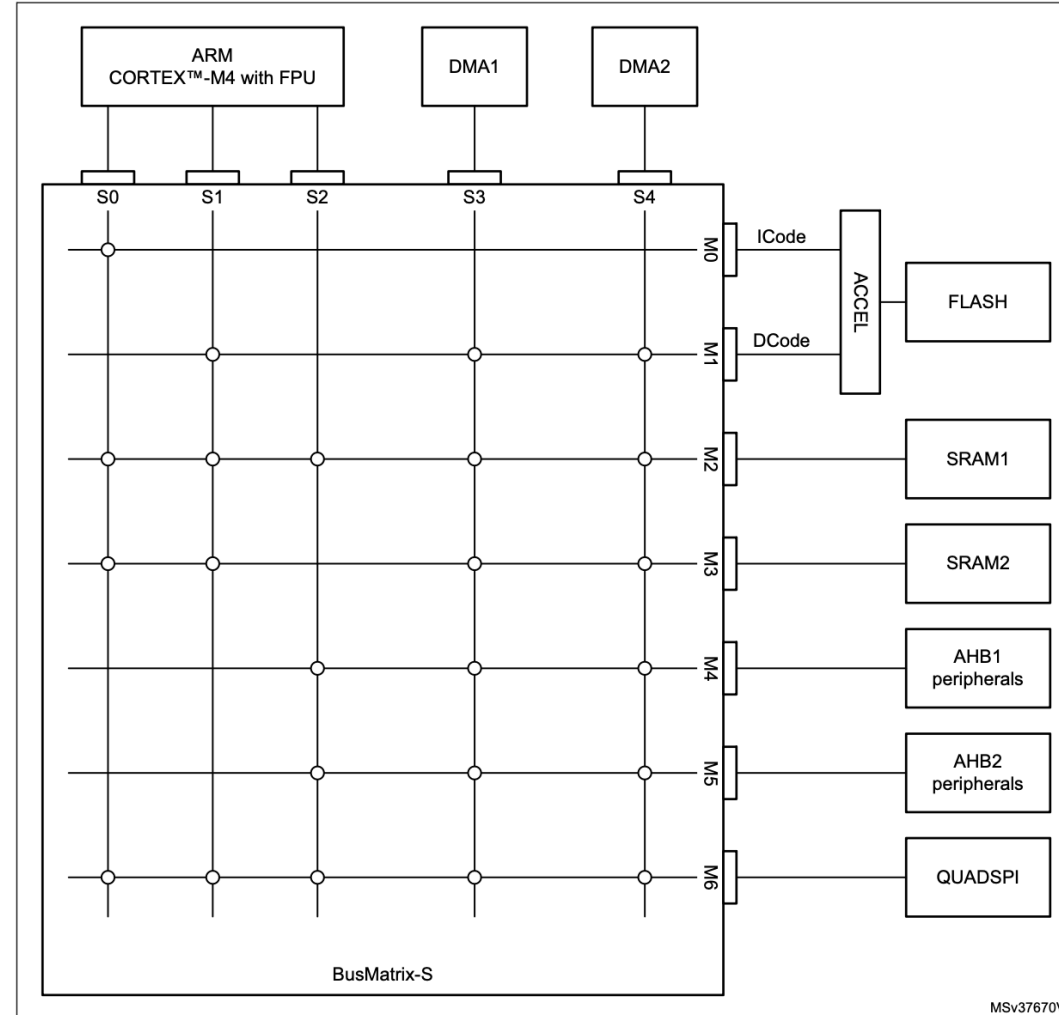 ARM
CORTEX™-M4 with FPU
DMA1
DMA2
S0
S1
S2
S3
S4
M0
ICode
ACCEL
FLASH
M1
DCode
M2
SRAM1
M3
SRAM2
M4
AHB1
peripherals
M5
AHB2
peripherals
M6
QUADSPI
BusMatrix-S